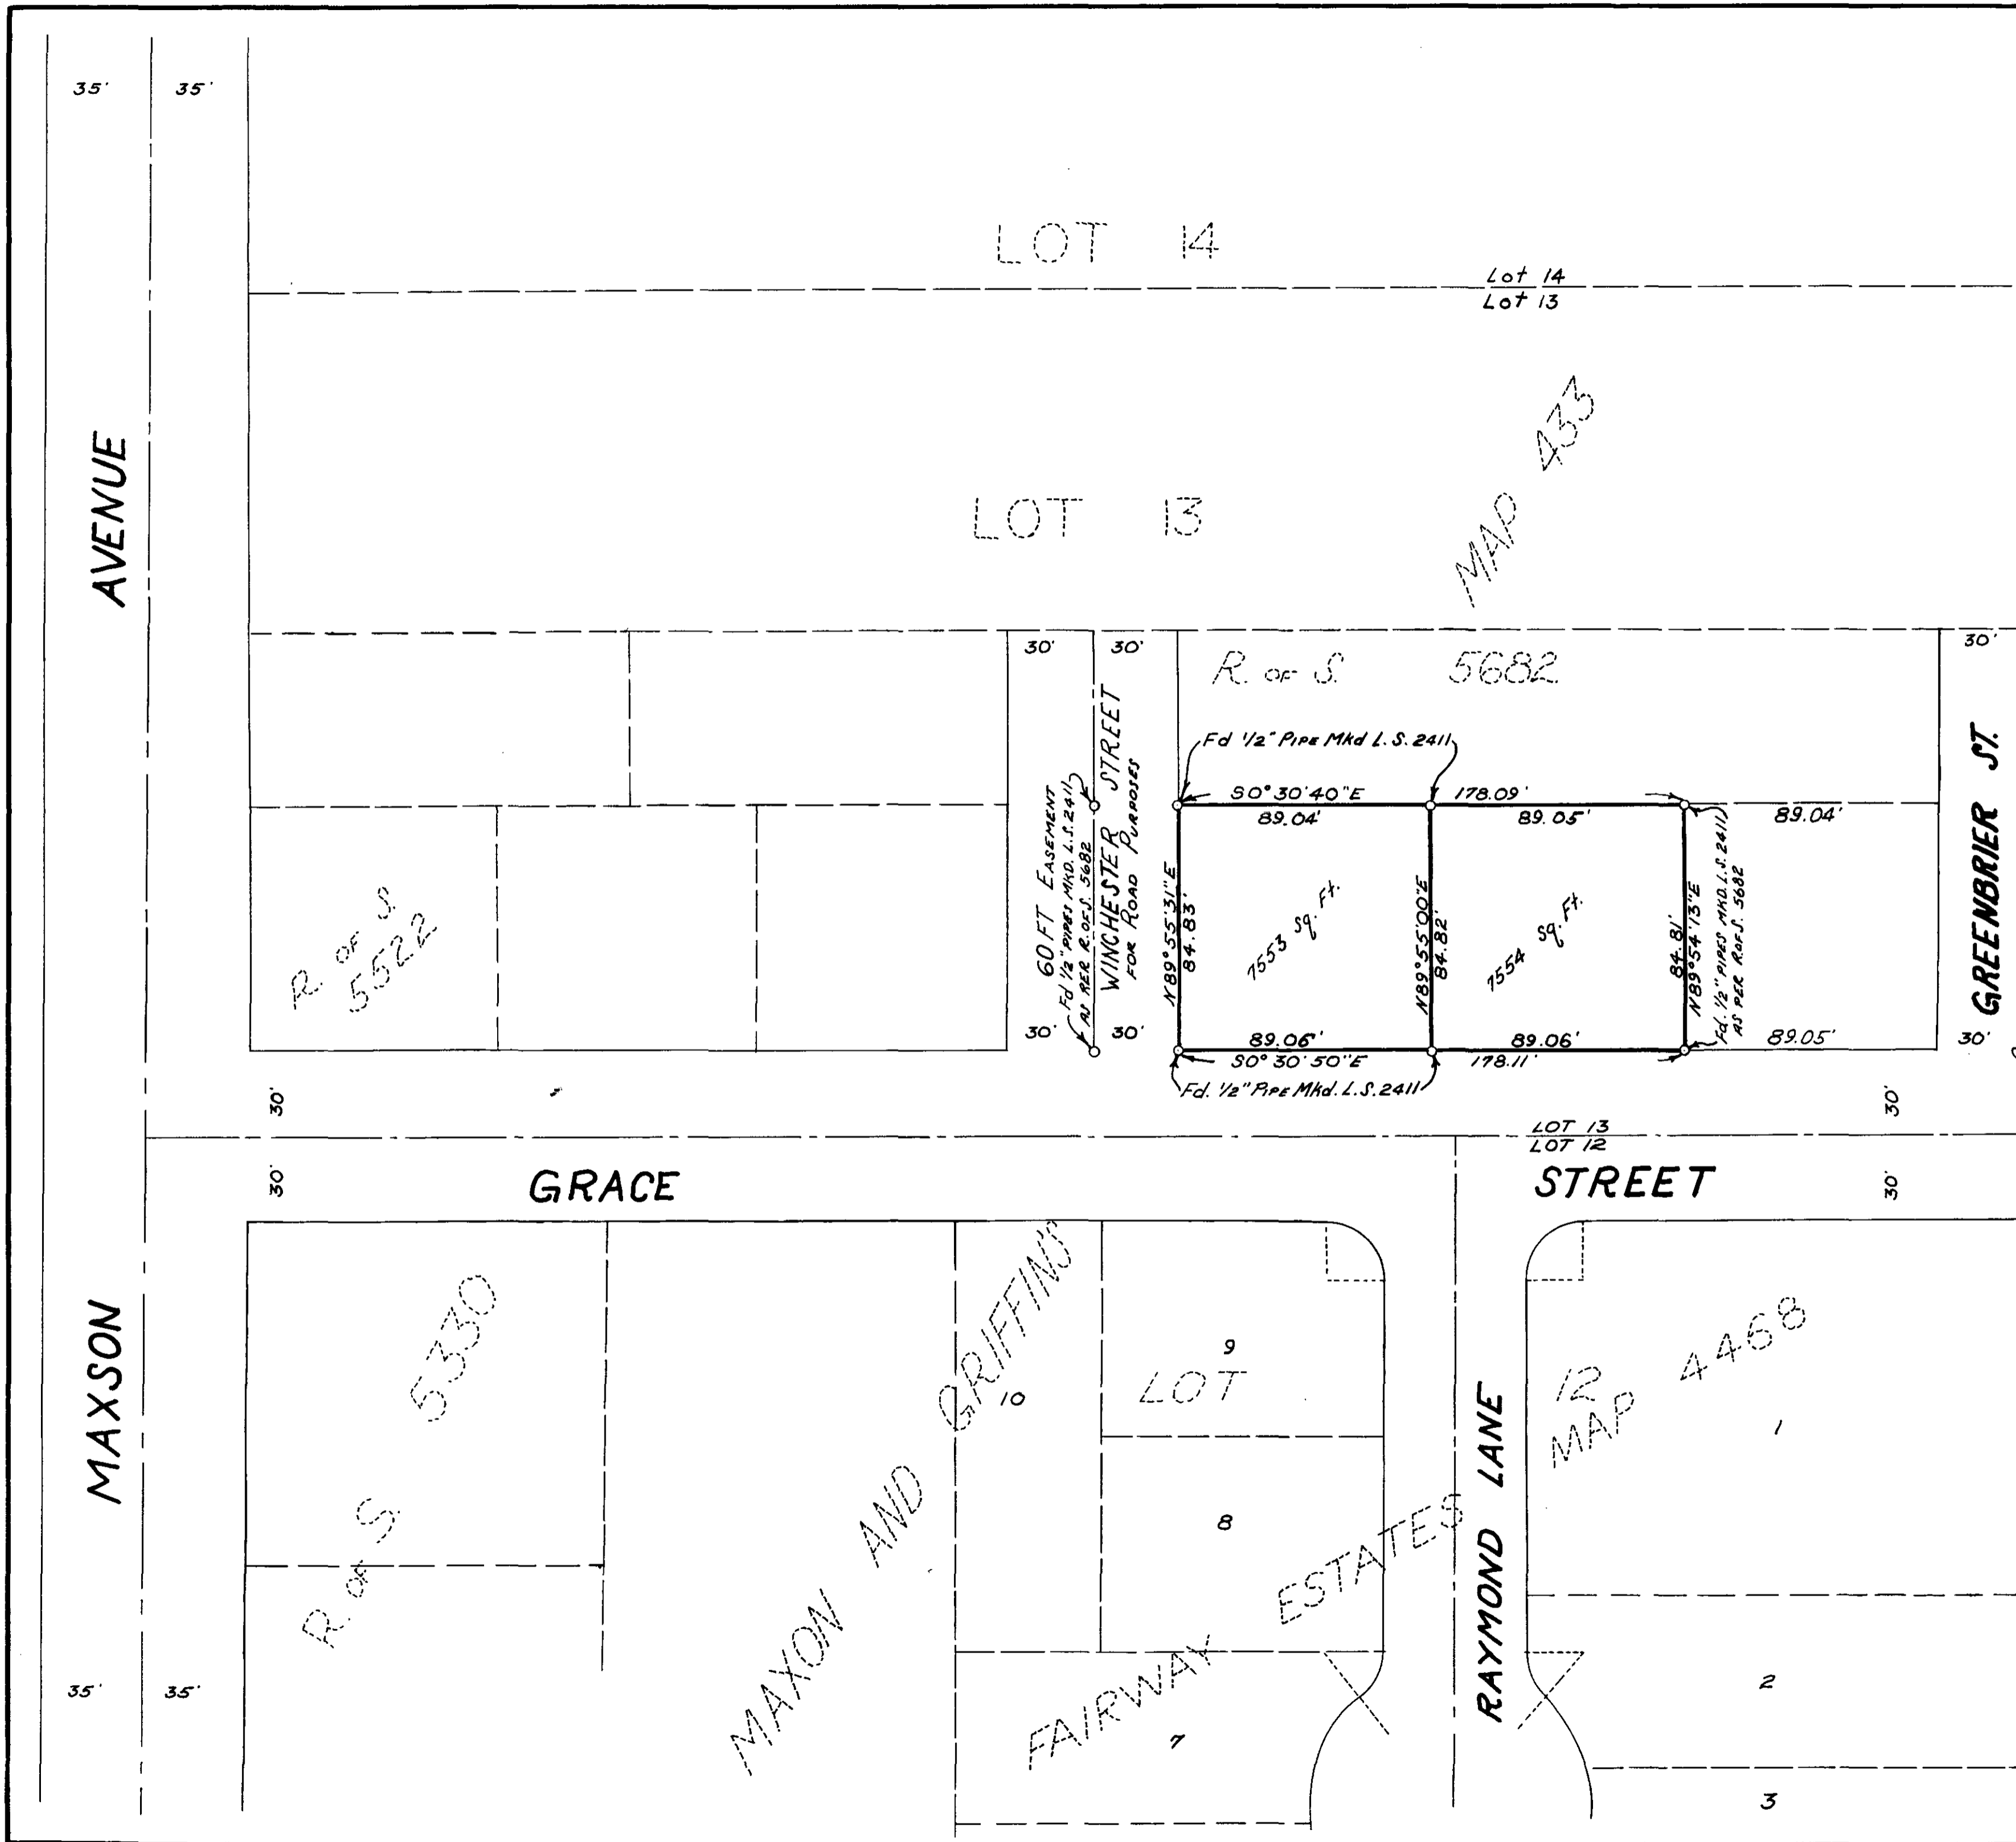 35' 35'
LOT 14
Lot 14
Lot 13
AVENUE
LOT 13
MAP 433
30' 30'
30'
R. OF S. 5682
Fd 1/2" PIPE Mkd L.S. 2411
S0°30'40"E 178.09'
89.04' 89.05' 89.04'
GREENBRIER ST.
60 FT EASEMENT
Fd 1/2" PIPES MKD. L.S. 2411
AS RER R. OF S. 5682
WINCHESTER STREET
FOR ROAD PURPOSES
N89°55'31"E
84.83'
7553 Sq. Ft.
N89°55'00"E
84.82'
7554 Sq. Ft.
84.81'
N89°54'13"E
Fd. 1/2" PIPES MKD. L.S. 2411
AS PER R. OF S. 5682
R. OF S.
5522
30' 30'
30'
89.06' 89.06' 89.05'
S0°30'50"E 178.11'
Fd. 1/2" PIPE Mkd. L.S. 2411
30'
30'
LOT 13
LOT 12
30'
GRACE STREET
30'
MAXSON
R OF S 5330
MAXON AND GRIFFINS
9
LOT 12
10
MAP 4468
1
8
FAIRWAY ESTATES
RAYMOND LANE
35' 35'
2
7
3